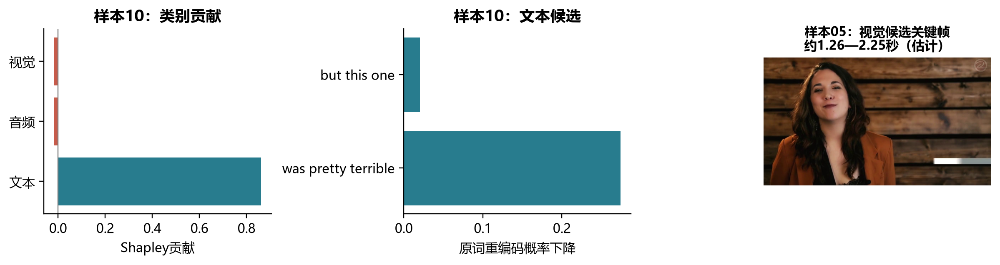 样本10：类别贡献
视觉
音频
文本
0.0 0.2 0.4 0.6 0.8
Shapley贡献
样本10：文本候选
but this one
was pretty terrible
0.0 0.1 0.2
原词重编码概率下降
样本05：视觉候选关键帧
约1.26—2.25秒（估计）